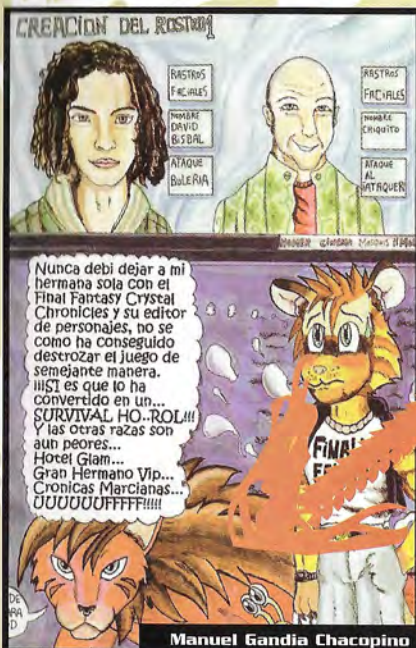 CREACION DEL ROSTRO
RASTROS
FACIALES
NOMBRE
DAVID
BISBAL
ATAQUE
BULERIA
RASTROS
FACIALES
NOMBRE
CHIQUITO
ATAQUE
AL
ATAQUER
Nunca debi dejar a mi
hermana sola con el
Final Fantasy Crystal
Chronicles y su editor
de personajes, no se
como ha conseguido
destrozar el juego de
semejante manera.
iiiSI es que lo ha
convertido en un...
SURVIVAL HO..ROL!!!
Y las otras razas son
aun peores...
Hotel Glam...
Gran Hermano Vip...
Cronicas Marcianas...
UUUUUUFFFFF!!!!!
FINAL
Manuel Gandia Chacopino